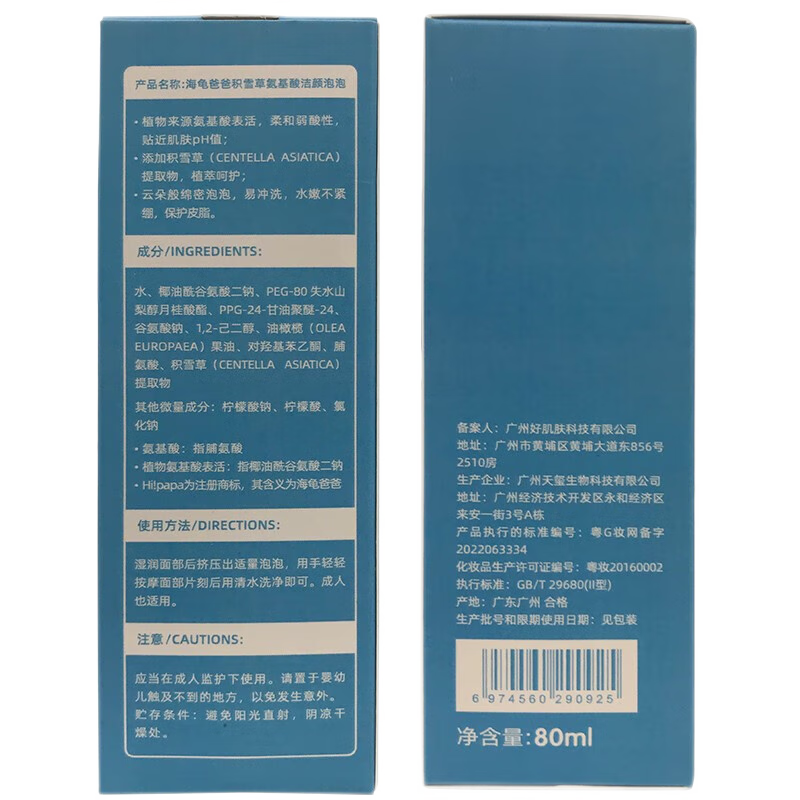 产品名称:海龟爸爸积雪草氨基酸洁颜泡泡
• 植物来源氨基酸表活，柔和弱酸性，
贴近肌肤pH值；
• 添加积雪草（CENTELLA ASIATICA）
提取物，植萃呵护；
• 云朵般绵密泡泡，易冲洗，水嫩不紧
绷，保护皮脂。
成分/INGREDIENTS:
水、椰油酰谷氨酸二钠、PEG-80 失水山
梨醇月桂酸酯、PPG-24-甘油聚醚-24、
谷氨酸钠、1,2-己二醇、油橄榄（OLEA
EUROPAEA）果油、对羟基苯乙酮、脯
氨酸、积雪草（CENTELLA ASIATICA）
提取物
其他微量成分：柠檬酸钠、柠檬酸、氯
化钠
• 氨基酸：指脯氨酸
• 植物氨基酸表活：指椰油酰谷氨酸二钠
• Hi!papa为注册商标，其含义为海龟爸爸
使用方法/DIRECTIONS:
湿润面部后挤压出适量泡泡，用手轻轻
按摩面部片刻后用清水洗净即可。成人
也适用。
注意/CAUTIONS:
应当在成人监护下使用。请置于婴幼
儿触及不到的地方，以免发生意外。
贮存条件：避免阳光直射，阴凉干
燥处。
备案人：广州好肌肤科技有限公司
地址：广州市黄埔区黄埔大道东856号
2510房
生产企业：广州天玺生物科技有限公司
地址：广州经济技术开发区永和经济区
来安一街3号A栋
产品执行的标准编号：粤G妆网备字
2022063334
化妆品生产许可证编号：粤妆20160002
执行标准：GB/T 29680(II型)
产地：广东广州 合格
生产批号和限期使用日期：见包装
6 974560 290925
净含量:80ml